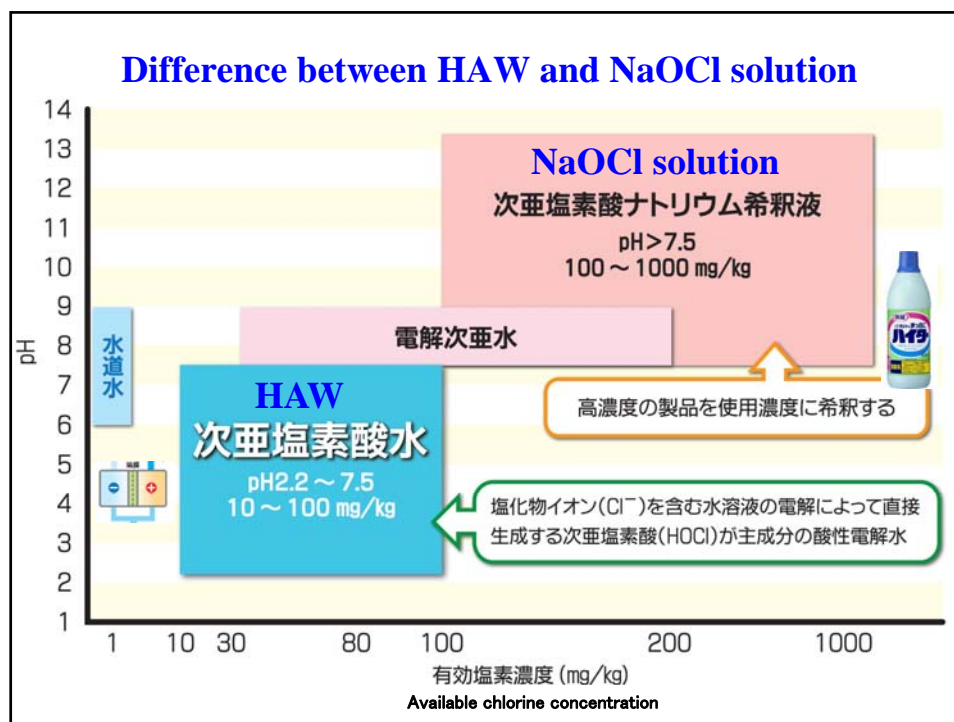 Difference between HAW and NaOCl solution
14
13
12
11
10
9
8
7
6
5
4
3
2
1
pH
NaOCl solution
次亜塩素酸ナトリウム希釈液
pH>7.5
100～1000 mg/kg
電解次亜水
水道水
HAW
次亜塩素酸水
pH2.2～7.5
10～100 mg/kg
ハイター
高濃度の製品を使用濃度に希釈する
塩化物イオン(Cl⁻)を含む水溶液の電解によって直接
生成する次亜塩素酸(HOCl)が主成分の酸性電解水
1 10 30 80 100 200 1000
有効塩素濃度(mg/kg)
Available chlorine concentration